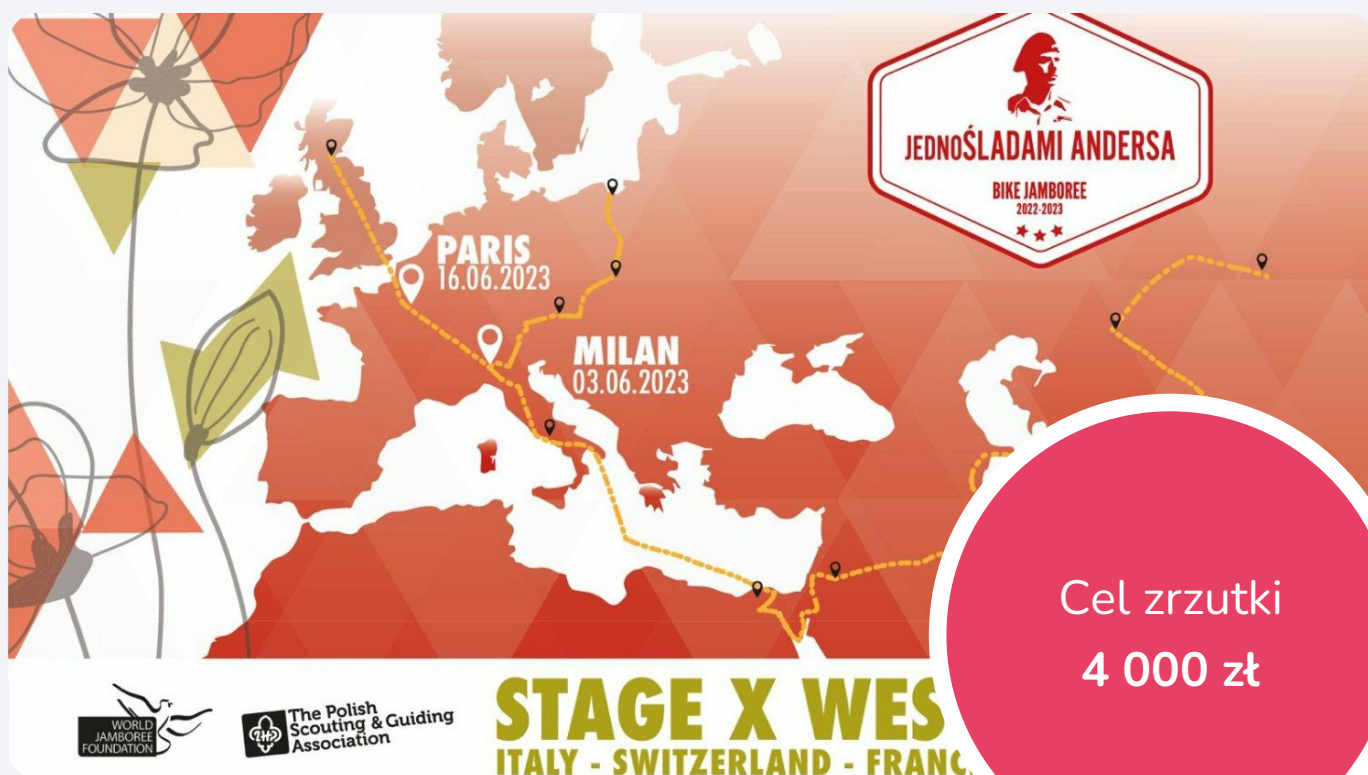 JEDNOŚLADAMI ANDERSA
BIKE JAMBOREE
2022-2023
PARIS
16.06.2023
MILAN
03.06.2023
Cel zrzutki
4 000 zł
WORLD
JAMBOREE
FOUNDATION
The Polish
Scouting & Guiding
Association
STAGE X WES
ITALY - SWITZERLAND - FRANC